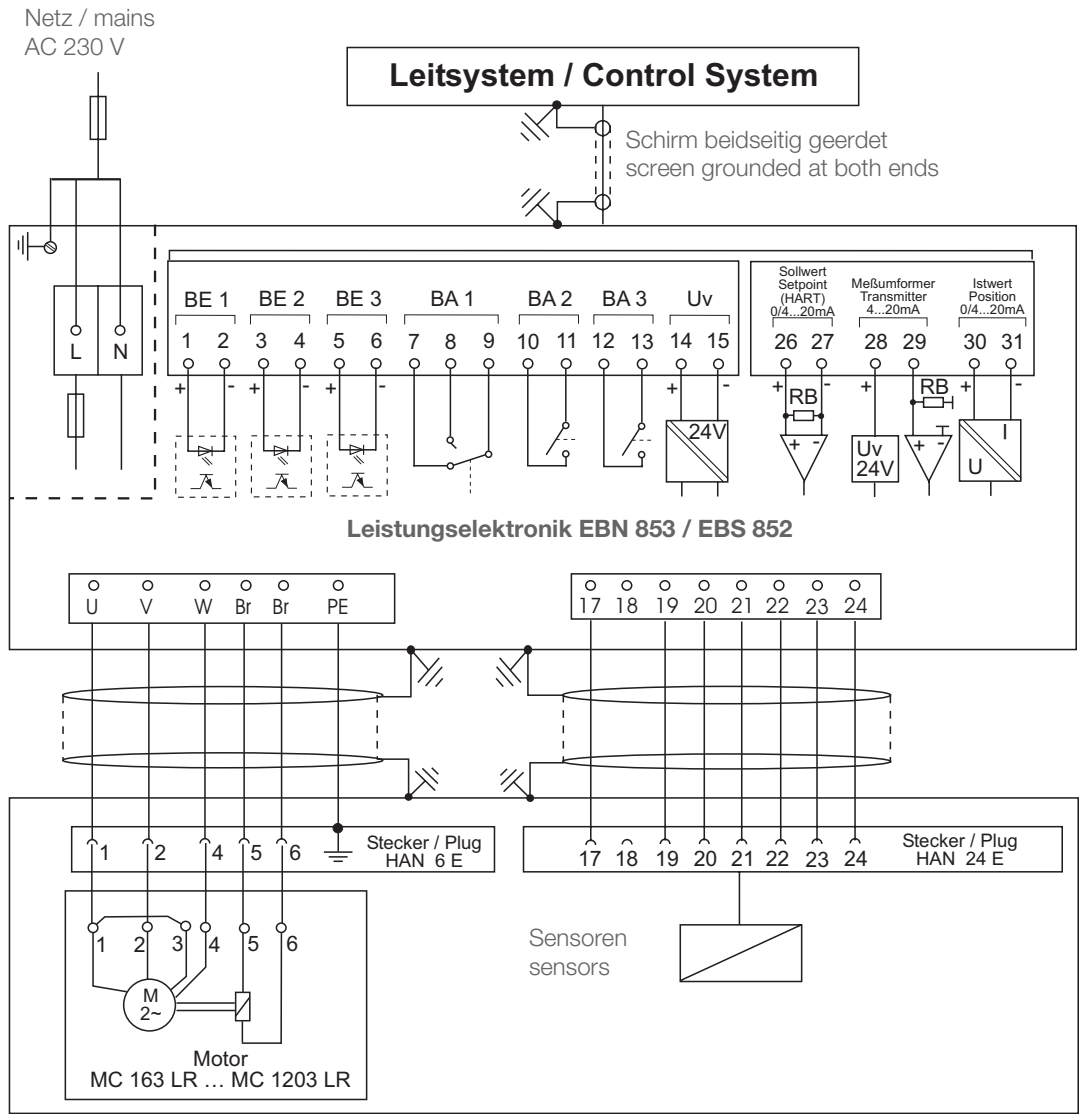 Netz / mains
AC 230 V
Leitsystem / Control System
Schirm beidseitig geerdet
screen grounded at both ends
L N
BE 1 BE 2 BE 3 BA 1 BA 2 BA 3 Uv
1 2 3 4 5 6 7 8 9 10 11 12 13 14 15
+ - + - + - + -
24V
Sollwert
Setpoint
(HART)
0/4...20mA
Meßumformer
Transmitter
4...20mA
Istwert
Position
0/4...20mA
26 27 28 29 30 31
+ - + + -
RB RB
+ - + -
Uv
24V
I
U
Leistungselektronik EBN 853 / EBS 852
U V W Br Br PE
17 18 19 20 21 22 23 24
1 2 4 5 6
Stecker / Plug
HAN 6 E
17 18 19 20 21 22 23 24
Stecker / Plug
HAN 24 E
1 2 3 4 5 6
M
2~
Motor
MC 163 LR … MC 1203 LR
Sensoren
sensors